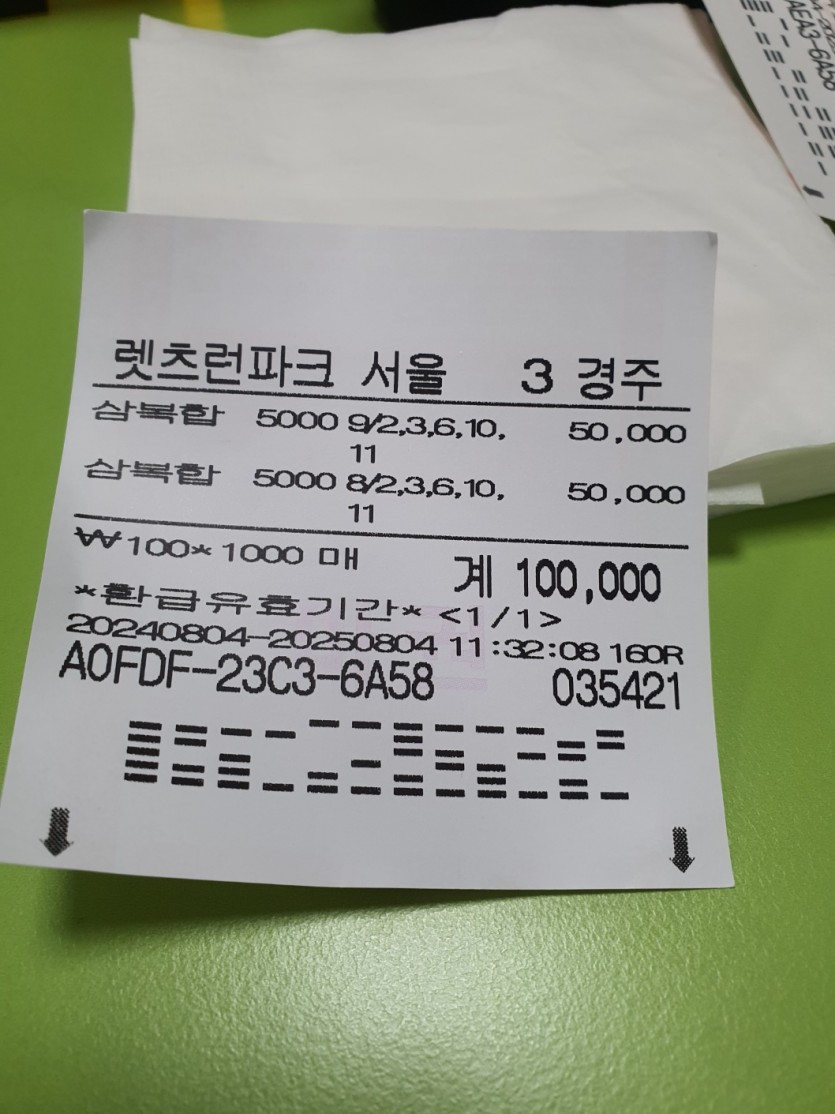 AEA3-6A58
렛츠런파크 서울 3 경주
삼복합 5000 9/2,3,6,10, 50,000
11
삼복합 5000 8/2,3,6,10, 50,000
11
₩100* 1000 매 계 100,000
*환급유효기간* <1/1>
20240804-20250804 11:32:08 160R
A0FDF-23C3-6A58 035421